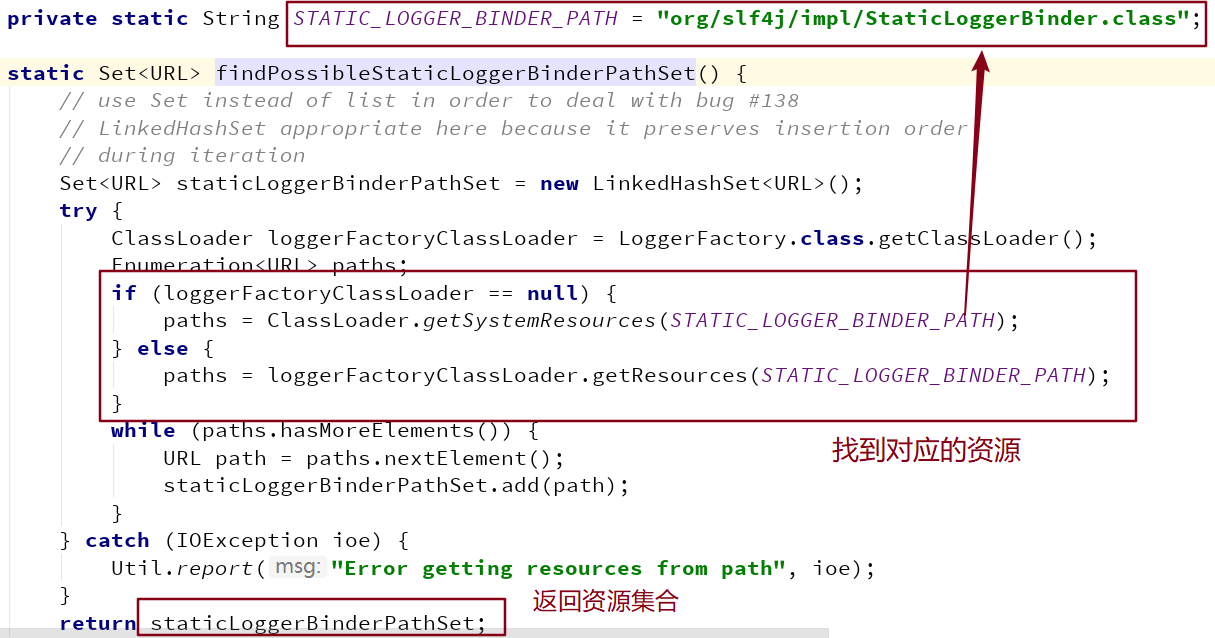 private static String STATIC_LOGGER_BINDER_PATH = "org/slf4j/impl/StaticLoggerBinder.class";
static Set<URL> findPossibleStaticLoggerBinderPathSet() {
// use Set instead of list in order to deal with bug #138
// LinkedHashSet appropriate here because it preserves insertion order
// during iteration
Set<URL> staticLoggerBinderPathSet = new LinkedHashSet<URL>();
try {
ClassLoader loggerFactoryClassLoader = LoggerFactory.class.getClassLoader();
Enumeration<URL> paths;
if (loggerFactoryClassLoader == null) {
paths = ClassLoader.getSystemResources(STATIC_LOGGER_BINDER_PATH);
} else {
paths = loggerFactoryClassLoader.getResources(STATIC_LOGGER_BINDER_PATH);
}
while (paths.hasMoreElements()) {
找到对应的资源
URL path = paths.nextElement();
staticLoggerBinderPathSet.add(path);
}
} catch (IOException ioe) {
Util.report( msg: "Error getting resources from path", ioe);
}
返回资源集合
return staticLoggerBinderPathSet;